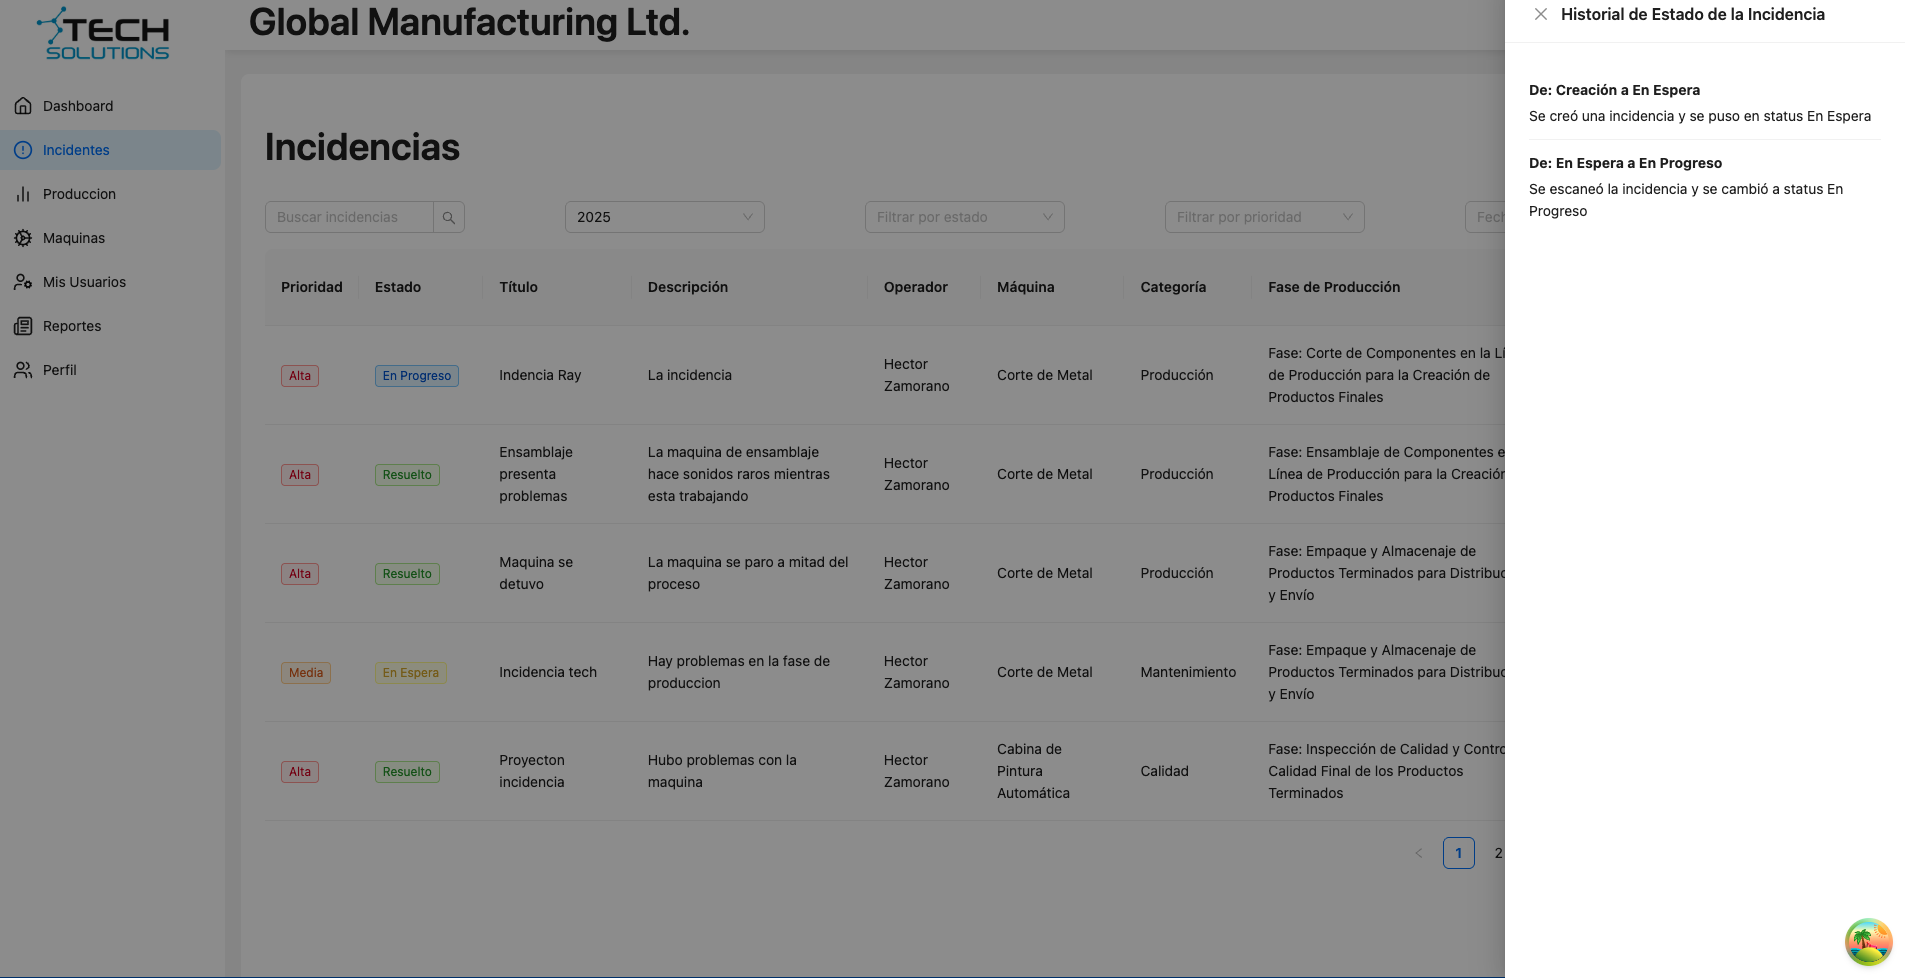 TECH
SOLUTIONS
Global Manufacturing Ltd.
Dashboard
Incidentes
Produccion
Maquinas
Mis Usuarios
Reportes
Perfil
Incidencias
Buscar incidencias
2025
Filtrar por estado
Filtrar por prioridad
Fech
Prioridad
Estado
Título
Descripción
Operador
Máquina
Categoría
Fase de Producción
Alta
En Progreso
Indencia Ray
La incidencia
Hector
Zamorano
Corte de Metal
Producción
Fase: Corte de Componentes en la Lí
de Producción para la Creación de
Productos Finales
Alta
Resuelto
Ensamblaje
presenta
problemas
La maquina de ensamblaje
hace sonidos raros mientras
esta trabajando
Hector
Zamorano
Corte de Metal
Producción
Fase: Ensamblaje de Componentes e
Línea de Producción para la Creación
Productos Finales
Alta
Resuelto
Maquina se
detuvo
La maquina se paro a mitad del
proceso
Hector
Zamorano
Corte de Metal
Producción
Fase: Empaque y Almacenaje de
Productos Terminados para Distribuc
y Envío
Media
En Espera
Incidencia tech
Hay problemas en la fase de
produccion
Hector
Zamorano
Corte de Metal
Mantenimiento
Fase: Empaque y Almacenaje de
Productos Terminados para Distribuc
y Envío
Alta
Resuelto
Proyecton
incidencia
Hubo problemas con la
maquina
Hector
Zamorano
Cabina de
Pintura
Automática
Calidad
Fase: Inspección de Calidad y Contro
Calidad Final de los Productos
Terminados
1
2
Historial de Estado de la Incidencia
De: Creación a En Espera
Se creó una incidencia y se puso en status En Espera
De: En Espera a En Progreso
Se escaneó la incidencia y se cambió a status En
Progreso